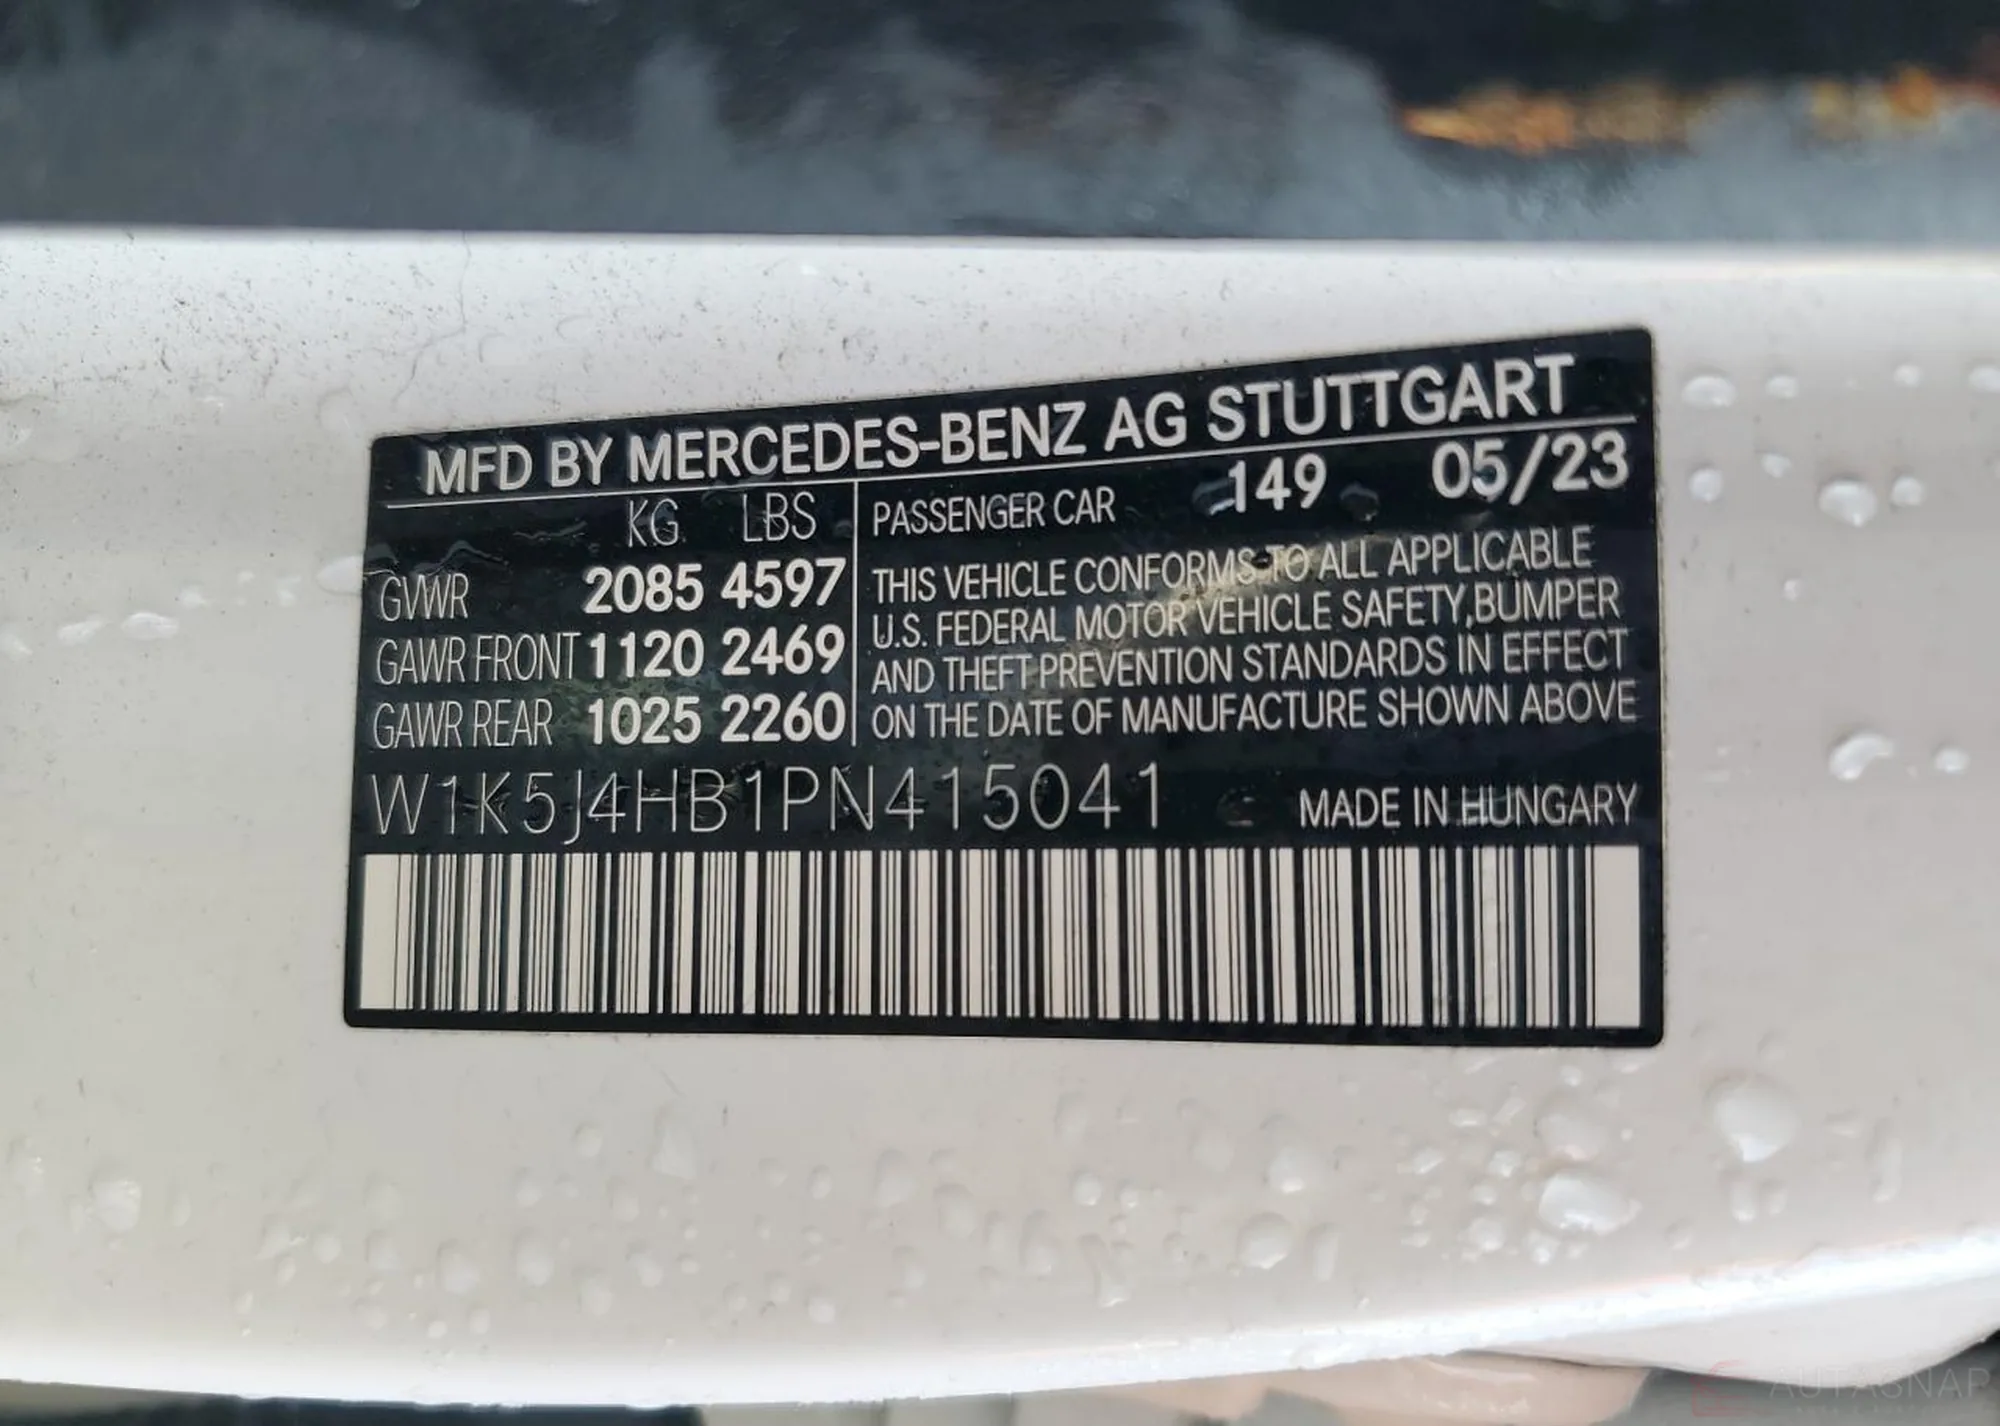 MFD BY MERCEDES-BENZ AG STUTTGART
KG LBS
GVWR 2085 4597
GAWR FRONT 1120 2469
GAWR REAR 1025 2260
PASSENGER CAR 149 05/23
THIS VEHICLE CONFORMS TO ALL APPLICABLE
U.S. FEDERAL MOTOR VEHICLE SAFETY,BUMPER
AND THEFT PREVENTION STANDARDS IN EFFECT
ON THE DATE OF MANUFACTURE SHOWN ABOVE
W1K5J4HB1PN415041 MADE IN HUNGARY